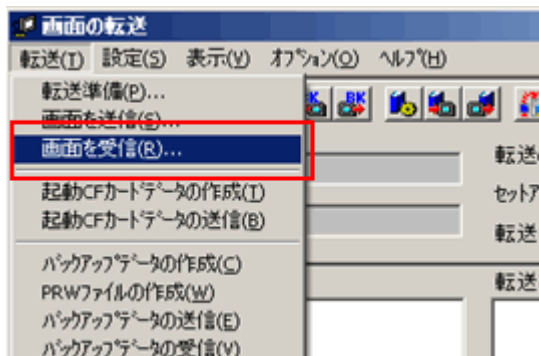 画面の転送
転送(T) 設定(S) 表示(V) オプション(O) ヘルプ(H)
転送準備(P)...
画面を送信(S)...
画面を受信(R)...
起動CFカードデータの作成(T)
起動CFカードデータの送信(B)
バックアップデータの作成(C)
PRWファイルの作成(W)
バックアップデータの送信(E)
バックアップデータの受信(V)
転送
セットア
転送
転送